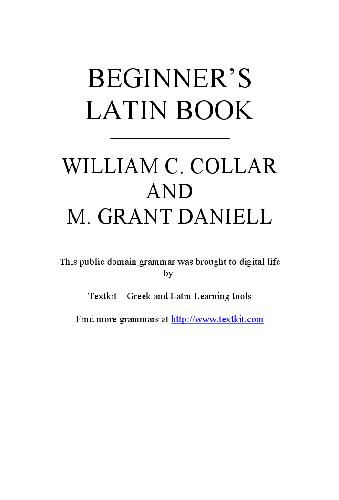 BEGINNER'S
LATIN BOOK
WILLIAM C. COLLAR
AND
M. GRANT DANIELL
This public domain grammar was brought to digital life
by
Textkit – Greek and Latin Learning tools
Find more grammars at http://www.textkit.com